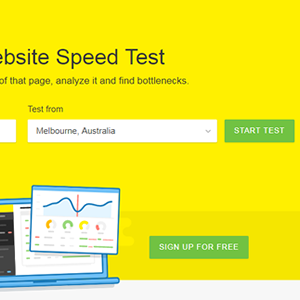 ebsite Speed Test
of that page, analyze it and find bottlenecks.
Test from
Melbourne, Australia
START TEST
SIGN UP FOR FREE